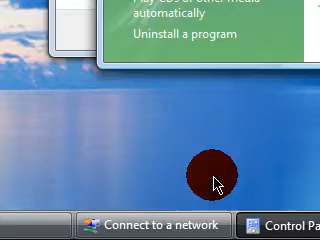 Play CDs or other media
automatically
Uninstall a program
Connect to a network
Control Pa